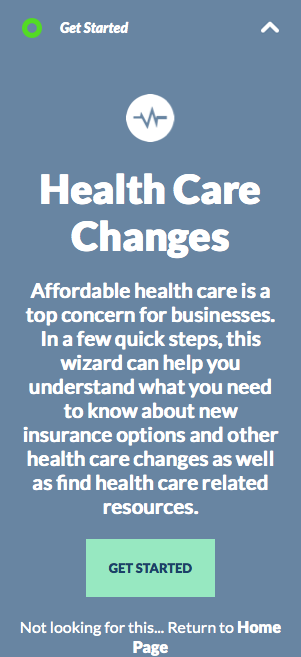 Get Started
Health Care
Changes
Affordable health care is a
top concern for businesses.
In a few quick steps, this
wizard can help you
understand what you need
to know about new
insurance options and other
health care changes as well
as find health care related
resources.
GET STARTED
Not looking for this... Return to Home
Page